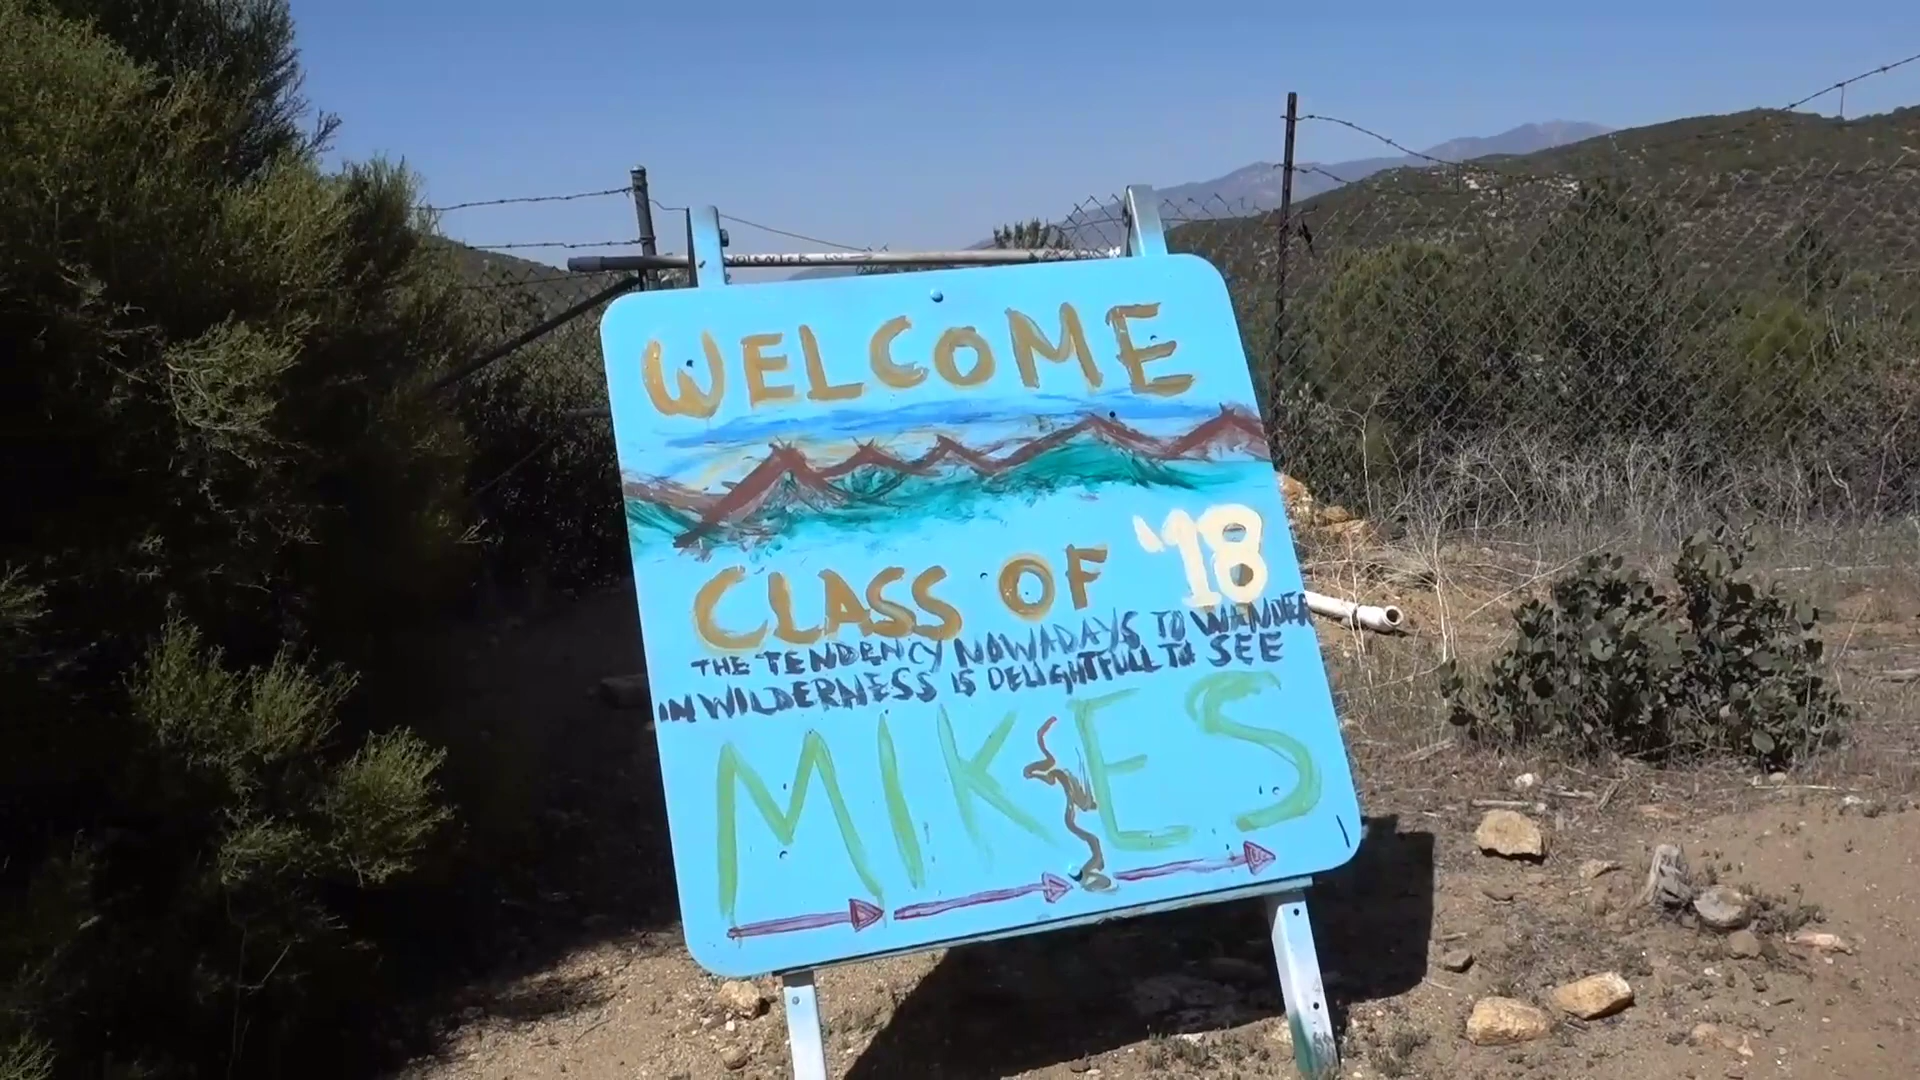 WELCOME
CLASS OF '18
THE TENDENCY NOWADAYS TO WANDER
IN WILDERNESS IS DELIGHTFULL TO SEE
MIKES